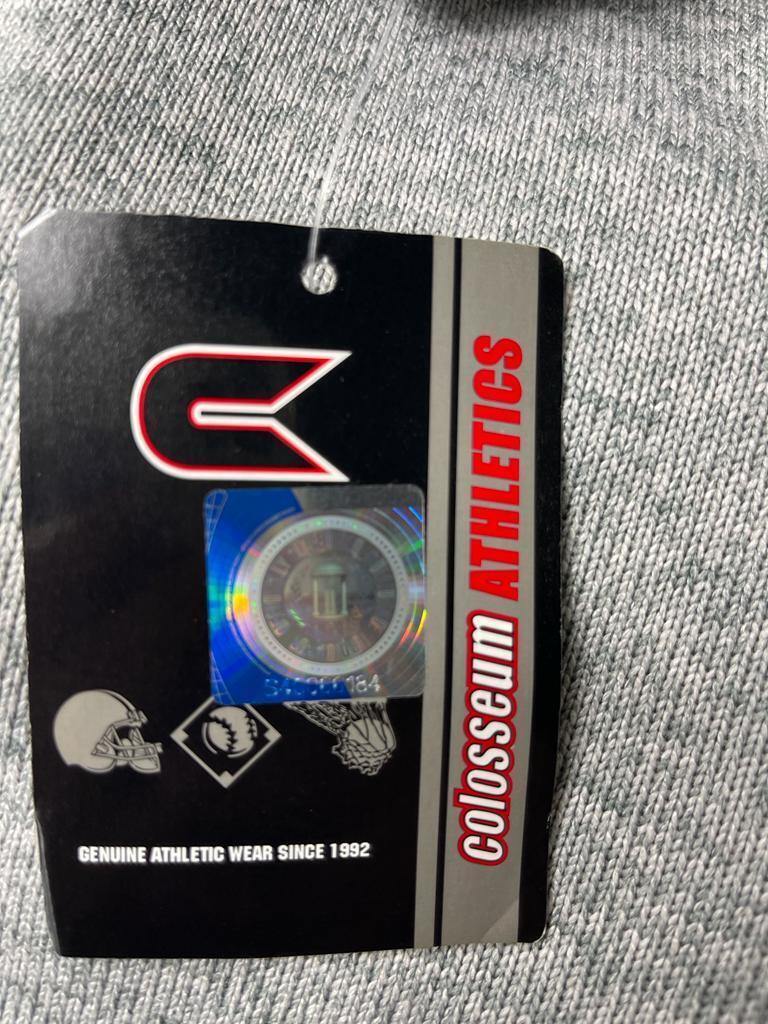 GENUINE ATHLETIC WEAR SINCE 1992
colosseum ATHLETICS